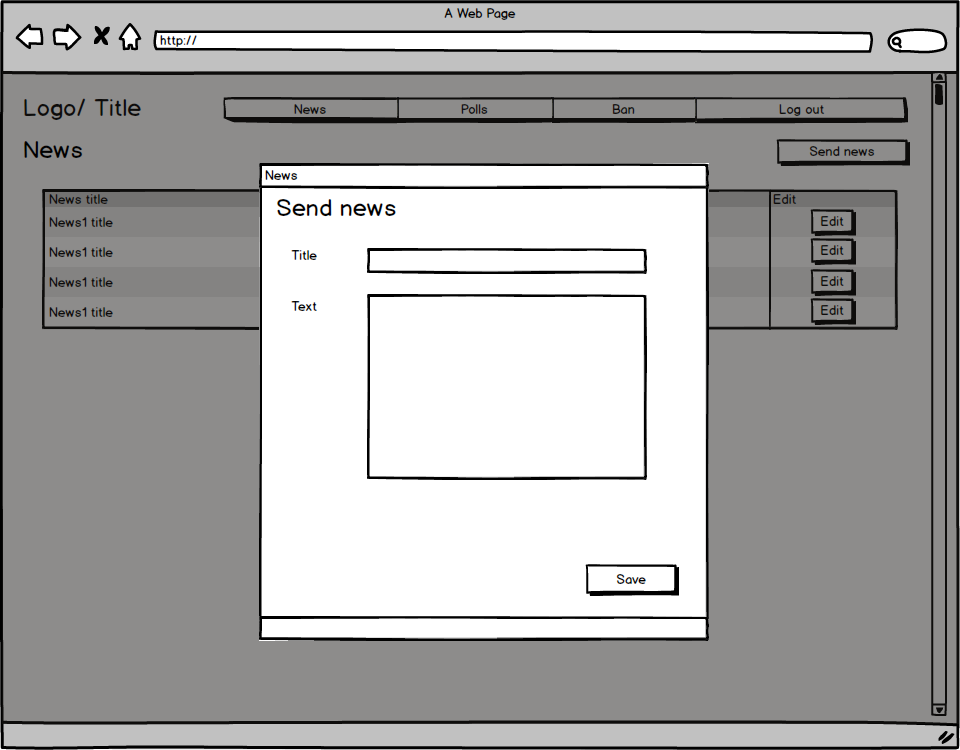 A Web Page
http://
Logo/ Title
News Polls Ban Log out
News
Send news
News title Edit
News1 title Edit
News1 title Edit
News1 title Edit
News1 title Edit
News
Send news
Title
Text
Save